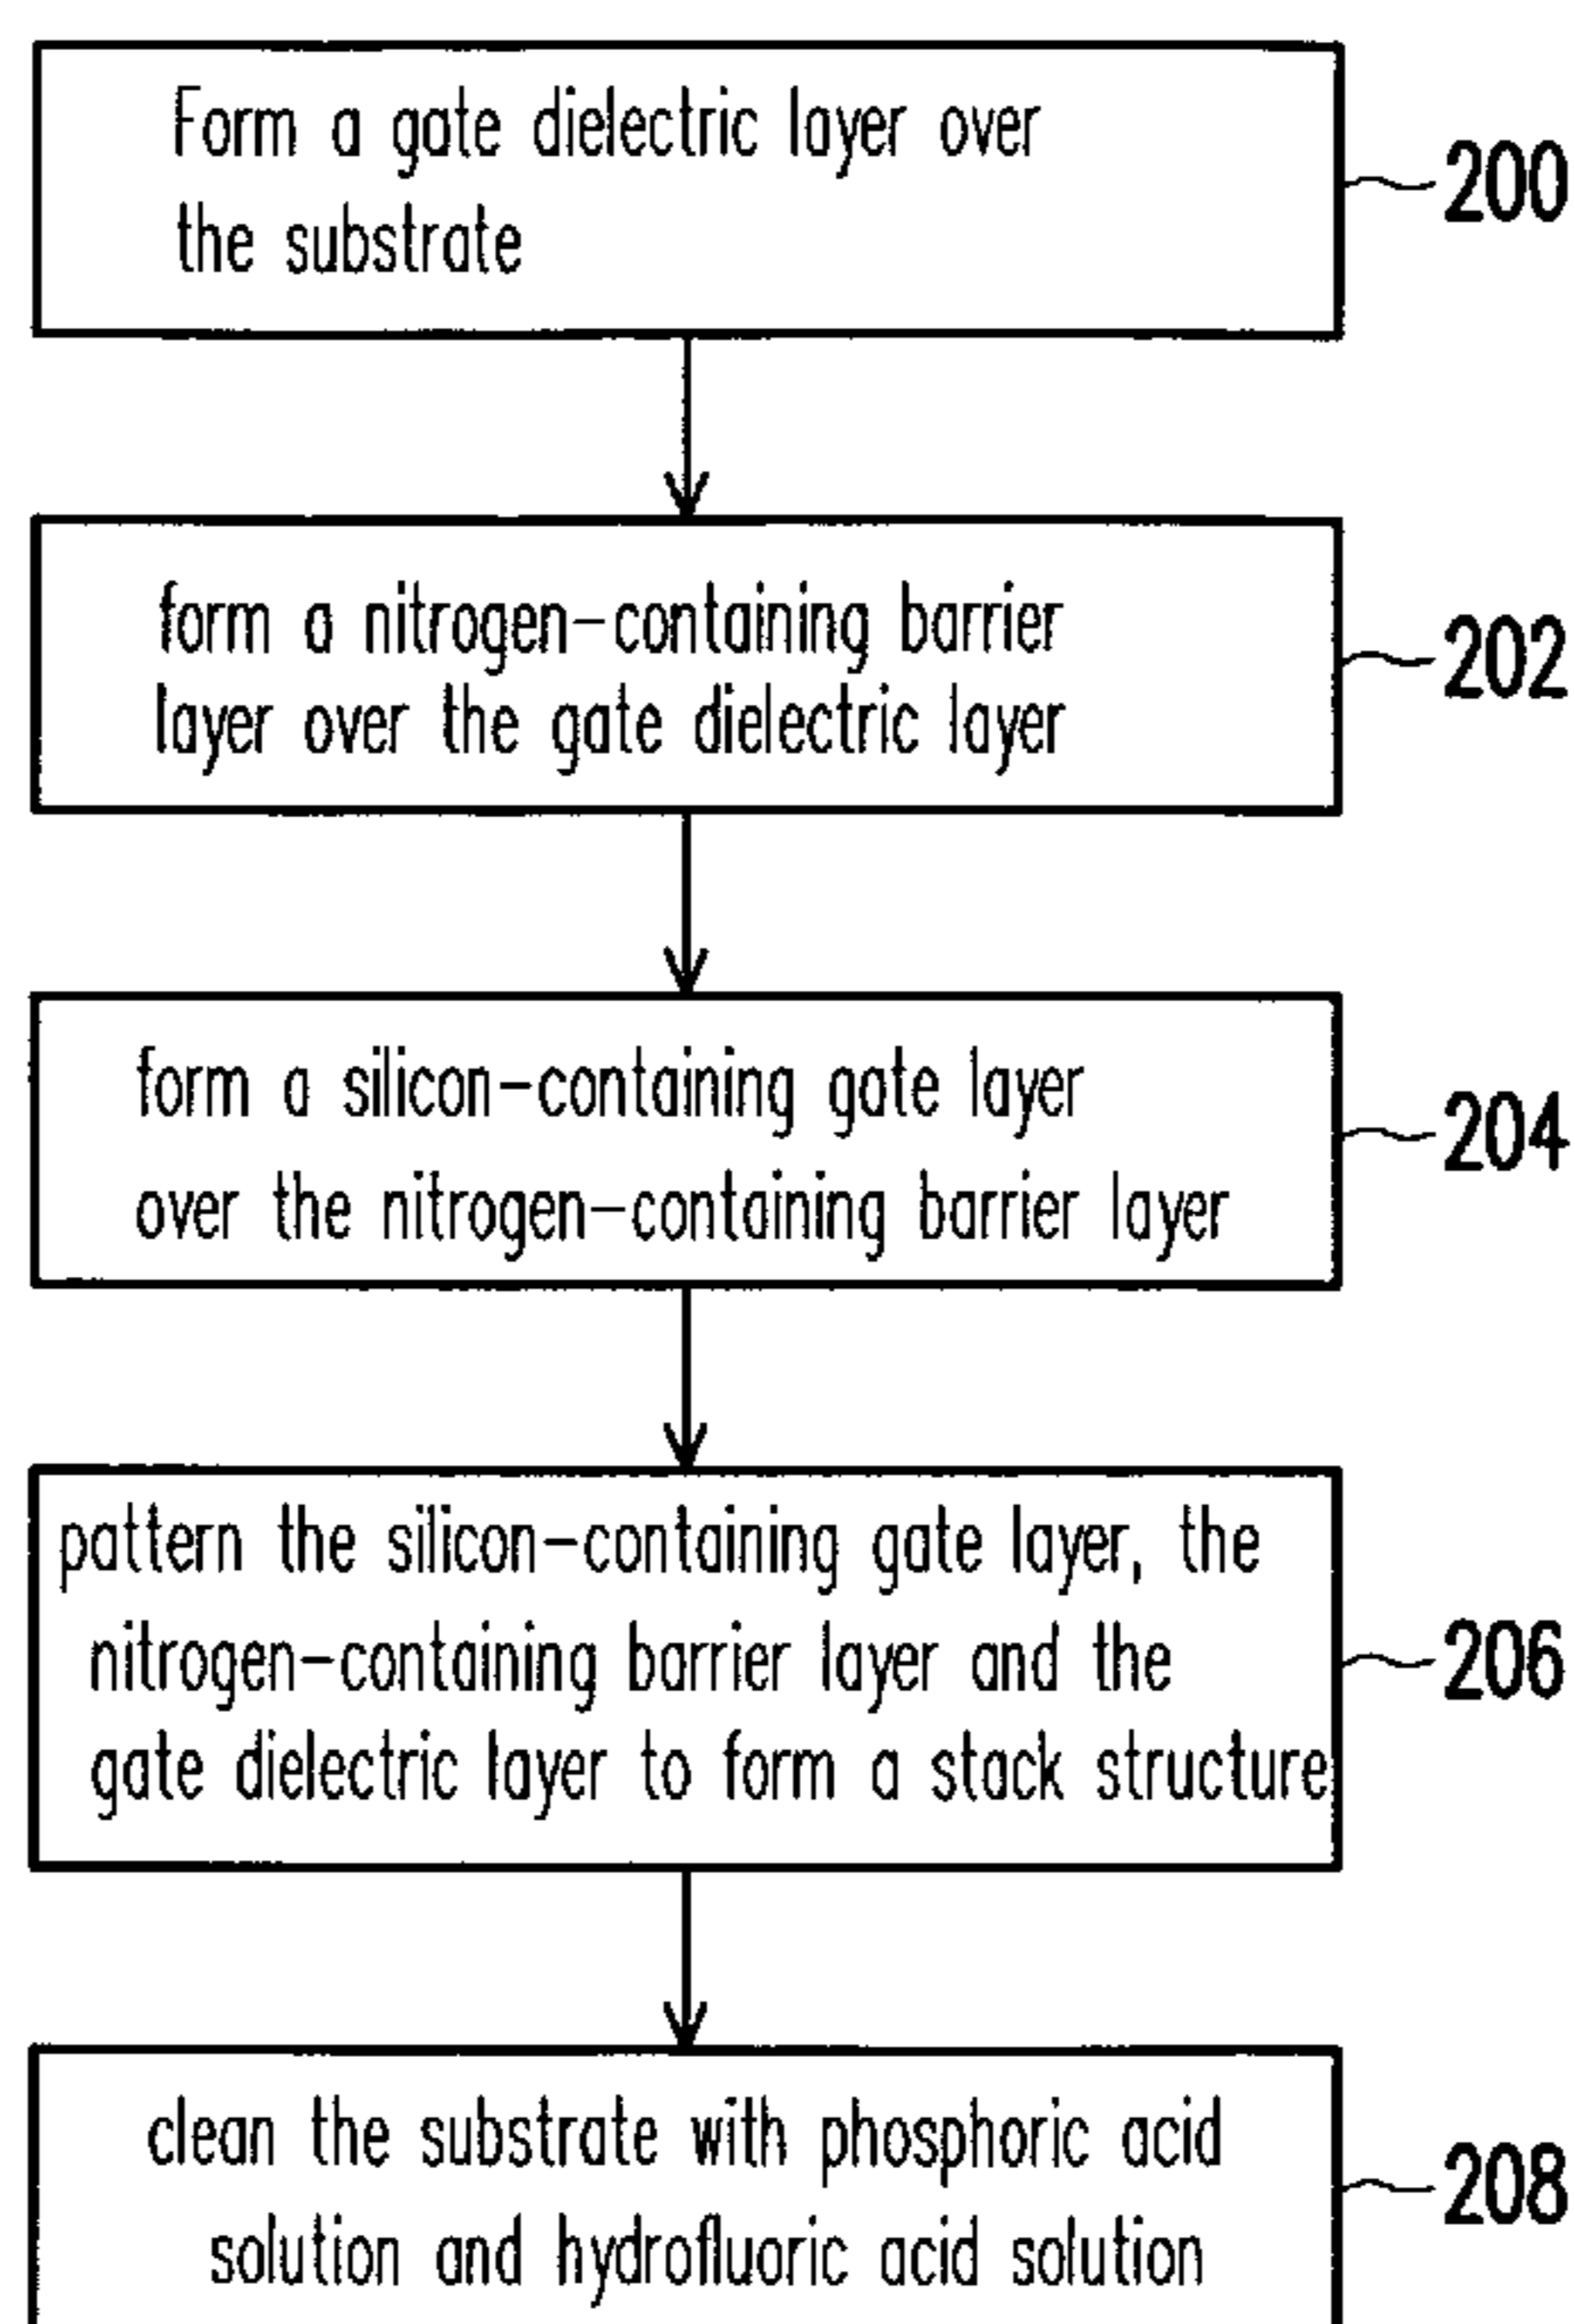 Form a gate dielectric layer over
the substrate
200
form a nitrogen-containing barrier
layer over the gate dielectric layer
202
form a silicon-containing gate layer
over the nitrogen-containing barrier layer
204
pattern the silicon-containing gate layer, the
nitrogen-containing barrier layer and the
gate dielectric layer to form a stack structure
206
clean the substrate with phosphoric acid
solution and hydrofluoric acid solution
208